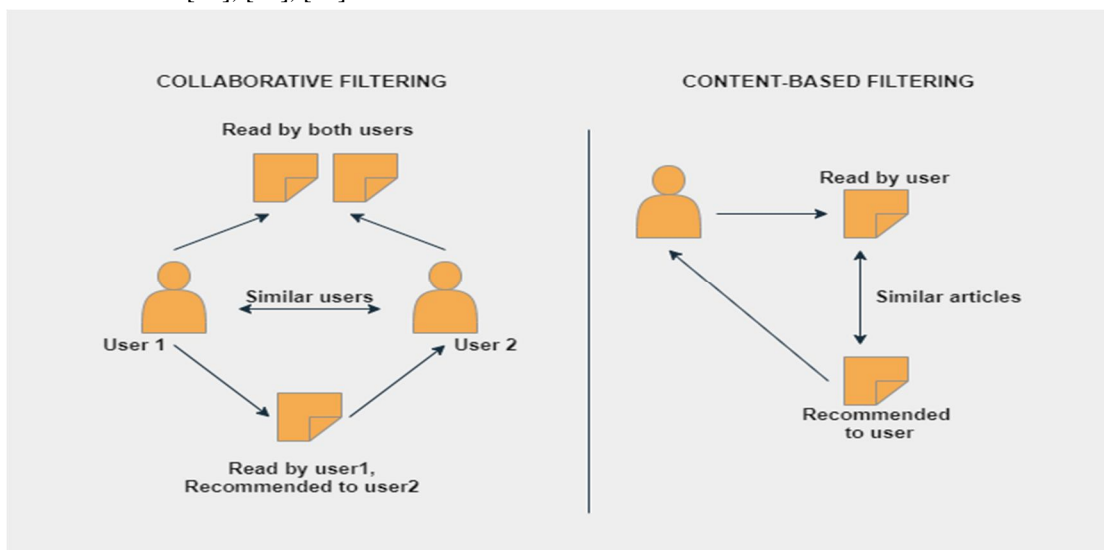 COLLABORATIVE FILTERING
Read by both users
Similar users
User 1
User 2
Read by user1,
Recommended to user2
CONTENT-BASED FILTERING
Read by user
Similar articles
Recommended
to user